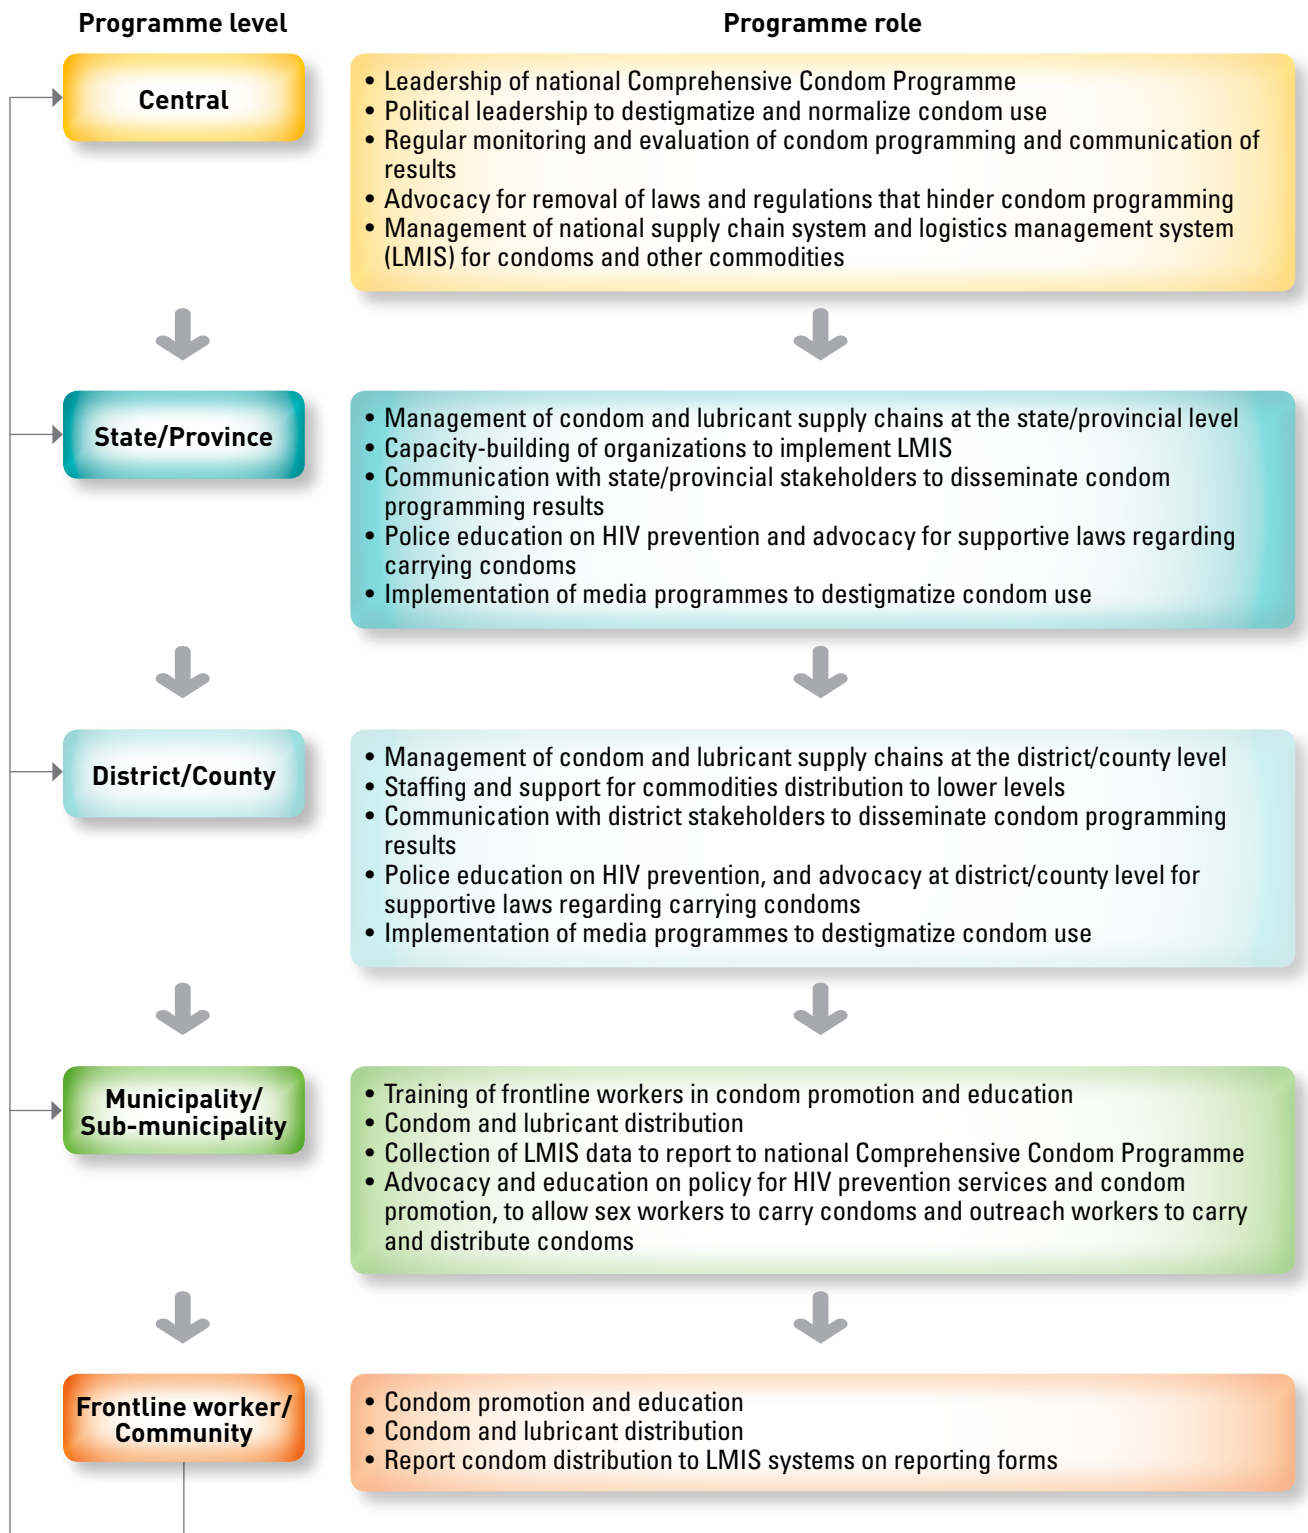 Programme level
Programme role
Central
• Leadership of national Comprehensive Condom Programme
• Political leadership to destigmatize and normalize condom use
• Regular monitoring and evaluation of condom programming and communication of
results
• Advocacy for removal of laws and regulations that hinder condom programming
• Management of national supply chain system and logistics management system
(LMIS) for condoms and other commodities
State/Province
• Management of condom and lubricant supply chains at the state/provincial level
• Capacity-building of organizations to implement LMIS
• Communication with state/provincial stakeholders to disseminate condom
programming results
• Police education on HIV prevention and advocacy for supportive laws regarding
carrying condoms
• Implementation of media programmes to destigmatize condom use
District/County
• Management of condom and lubricant supply chains at the district/county level
• Staffing and support for commodities distribution to lower levels
• Communication with district stakeholders to disseminate condom programming
results
• Police education on HIV prevention, and advocacy at district/county level for
supportive laws regarding carrying condoms
• Implementation of media programmes to destigmatize condom use
Municipality/
Sub-municipality
• Training of frontline workers in condom promotion and education
• Condom and lubricant distribution
• Collection of LMIS data to report to national Comprehensive Condom Programme
• Advocacy and education on policy for HIV prevention services and condom
promotion, to allow sex workers to carry condoms and outreach workers to carry
and distribute condoms
Frontline worker/
Community
• Condom promotion and education
• Condom and lubricant distribution
• Report condom distribution to LMIS systems on reporting forms